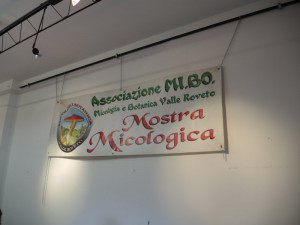 Associazione MI.BO.
Micologia e Botanica Valle Roveto
Mostra
Micologica